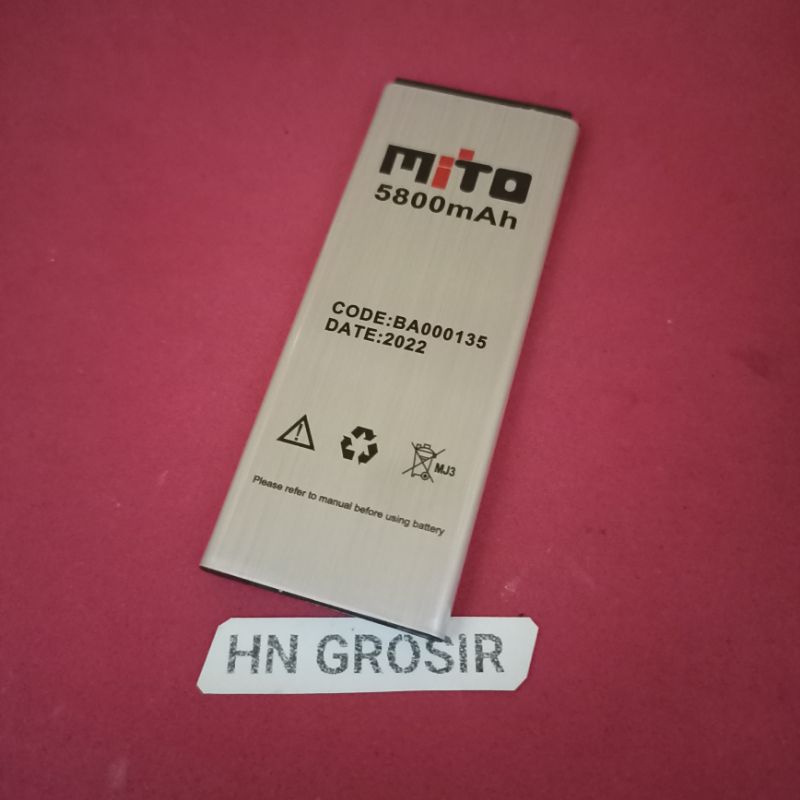 MITO
5800mAh
CODE:BA000135
DATE:2022
MJ3
Please refer to manual before using battery
HN GROSIR